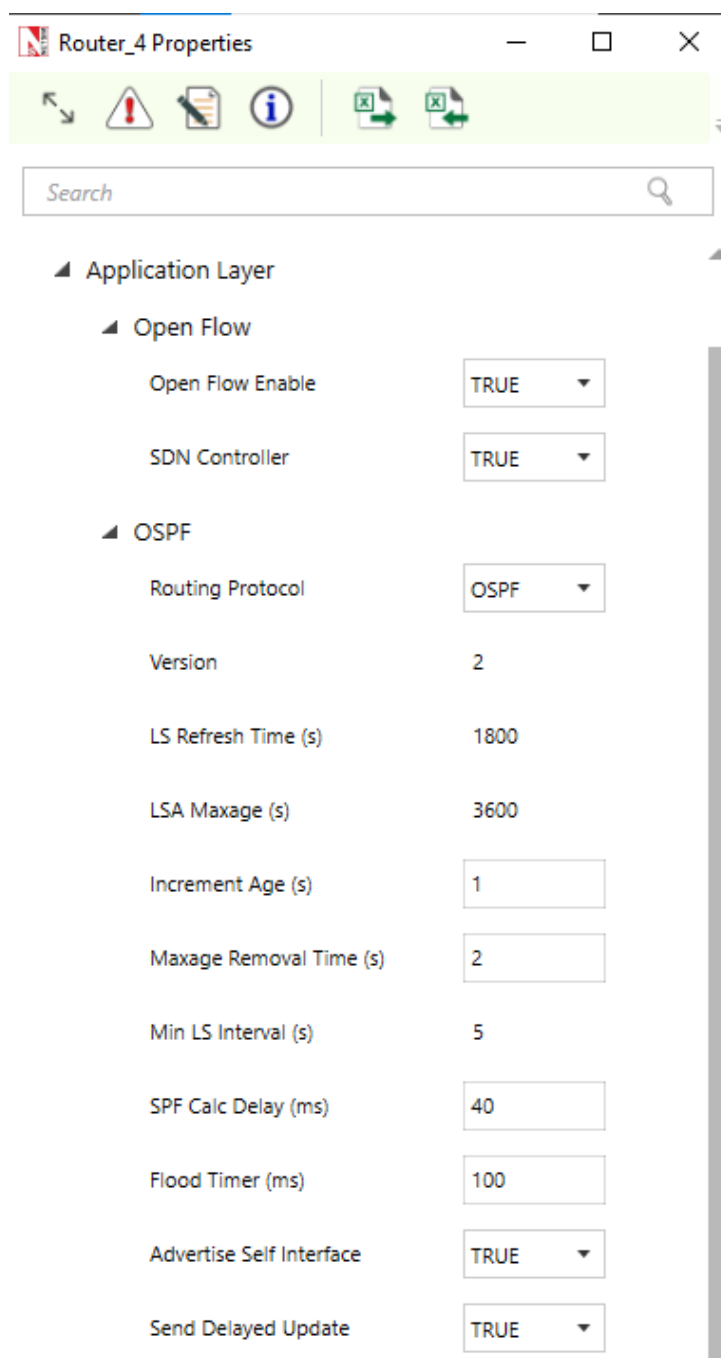 Router_4 Properties
Search
Application Layer
Open Flow
Open Flow Enable TRUE
SDN Controller TRUE
OSPF
Routing Protocol OSPF
Version 2
LS Refresh Time (s) 1800
LSA Maxage (s) 3600
Increment Age (s) 1
Maxage Removal Time (s) 2
Min LS Interval (s) 5
SPF Calc Delay (ms) 40
Flood Timer (ms) 100
Advertise Self Interface TRUE
Send Delayed Update TRUE